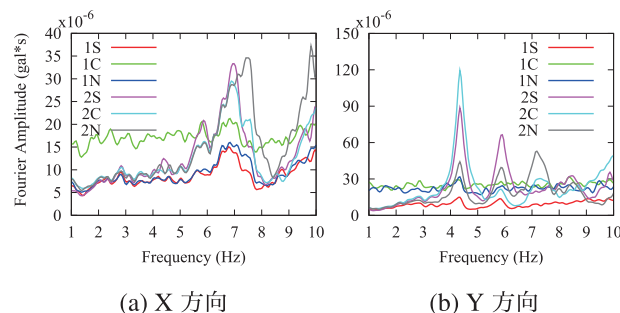 x10⁻⁶
40
35
30
25
20
15
10
5
0
Fourier Amplitude (gal*s)
1S
1C
1N
2S
2C
2N
1 2 3 4 5 6 7 8 9 10
Frequency (Hz)
(a) X 方向
x10⁻⁶
150
120
90
60
30
0
1S
1C
1N
2S
2C
2N
1 2 3 4 5 6 7 8 9 10
Frequency (Hz)
(b) Y 方向